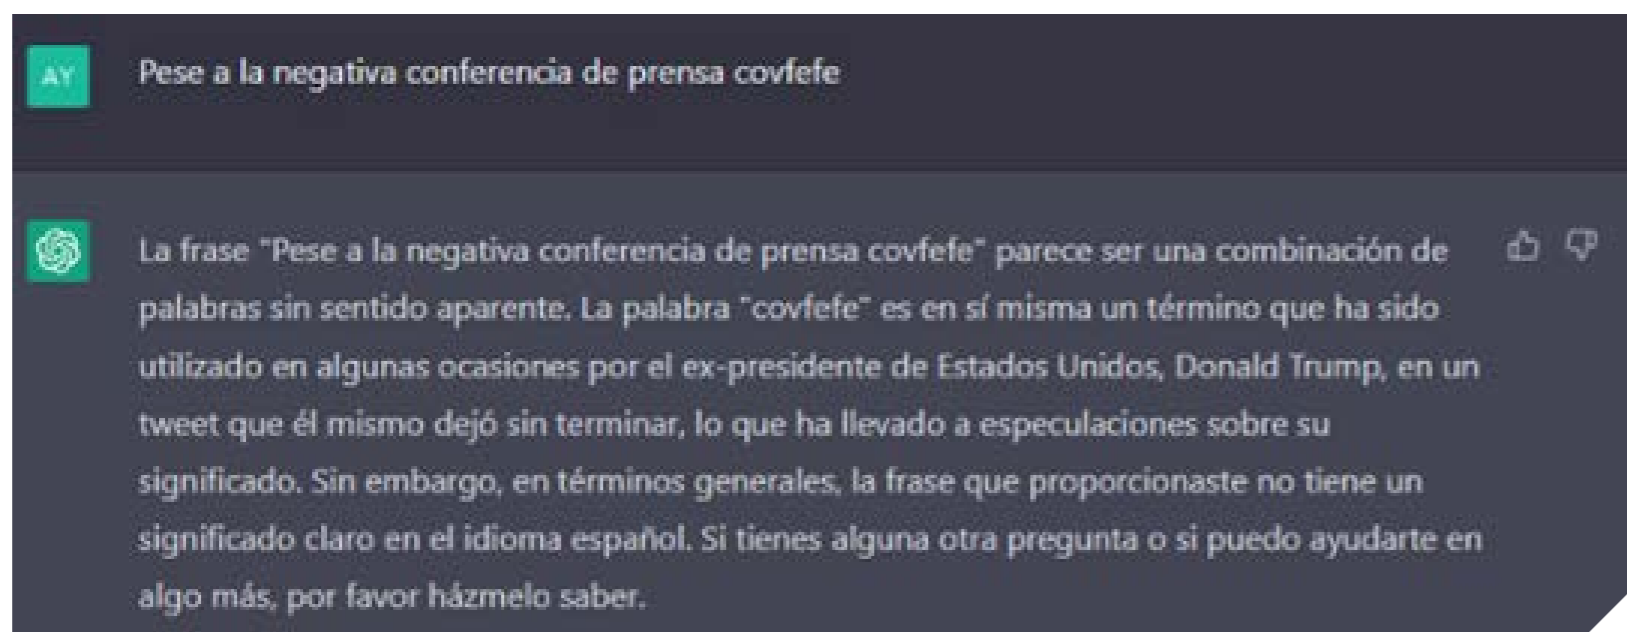 AY
Pese a la negativa conferencia de prensa covfefe
La frase "Pese a la negativa conferencia de prensa covfefe" parece ser una combinación de
palabras sin sentido aparente. La palabra "covfefe" es en sí misma un término que ha sido
utilizado en algunas ocasiones por el ex-presidente de Estados Unidos, Donald Trump, en un
tweet que él mismo dejó sin terminar, lo que ha llevado a especulaciones sobre su
significado. Sin embargo, en términos generales, la frase que proporcionaste no tiene un
significado claro en el idioma español. Si tienes alguna otra pregunta o si puedo ayudarte en
algo más, por favor házmelo saber.